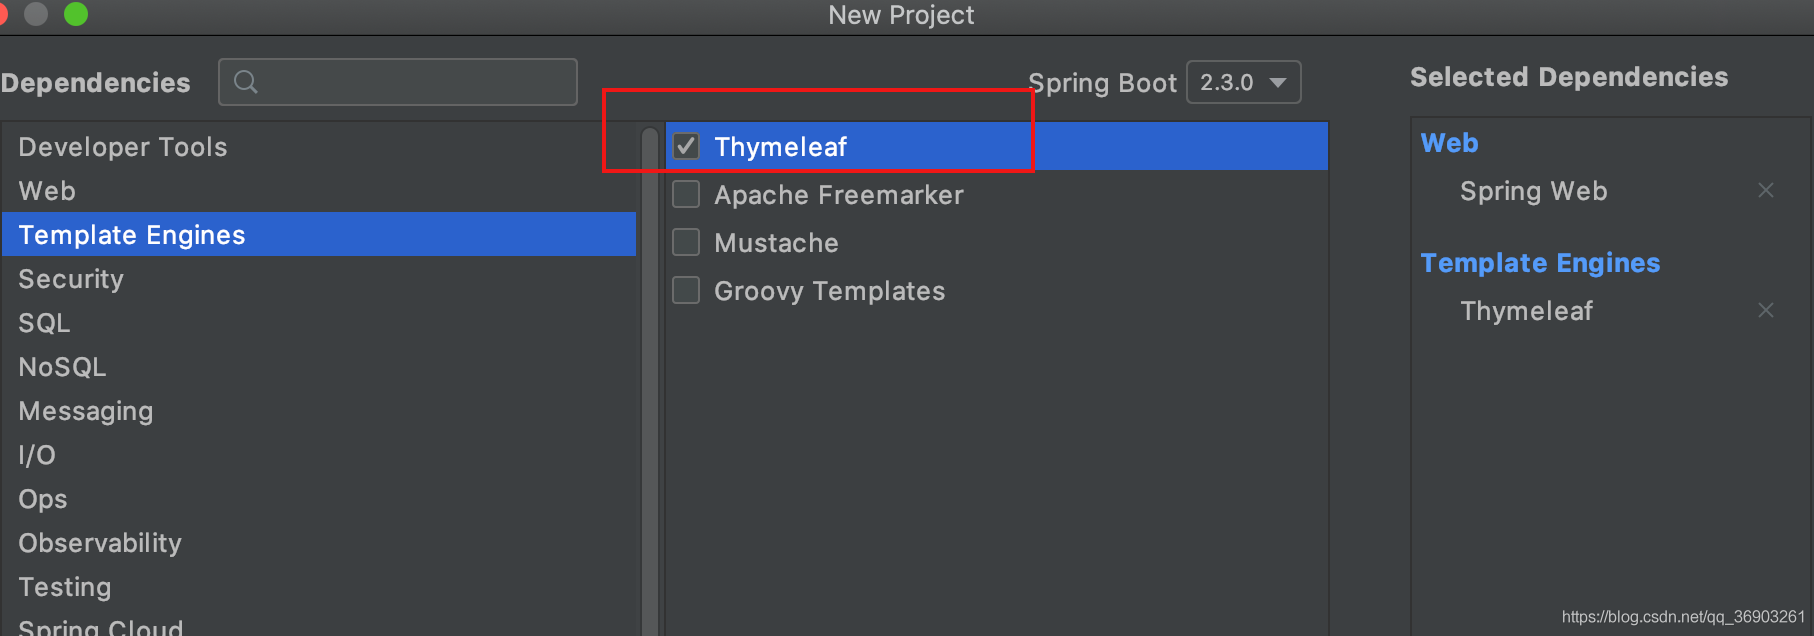 New Project
Dependencies
Spring Boot 2.3.0
Selected Dependencies
Developer Tools
Web
Template Engines
Security
SQL
NoSQL
Messaging
I/O
Ops
Observability
Testing
Spring Cloud
Thymeleaf
Apache Freemarker
Mustache
Groovy Templates
Web
Spring Web
Template Engines
Thymeleaf
https://blog.csdn.net/qq_36903261